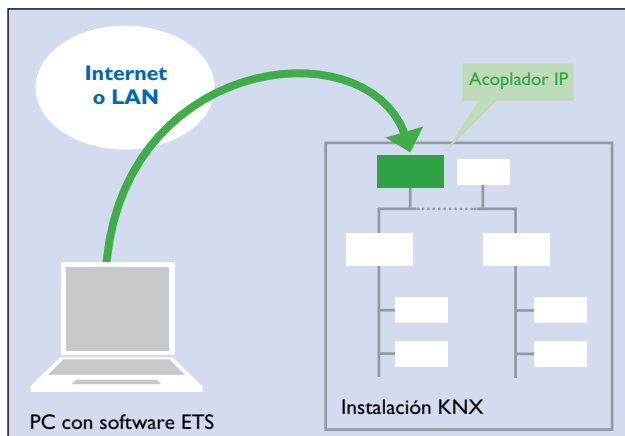 Internet
o LAN
Acoplador IP
PC con software ETS
Instalación KNX